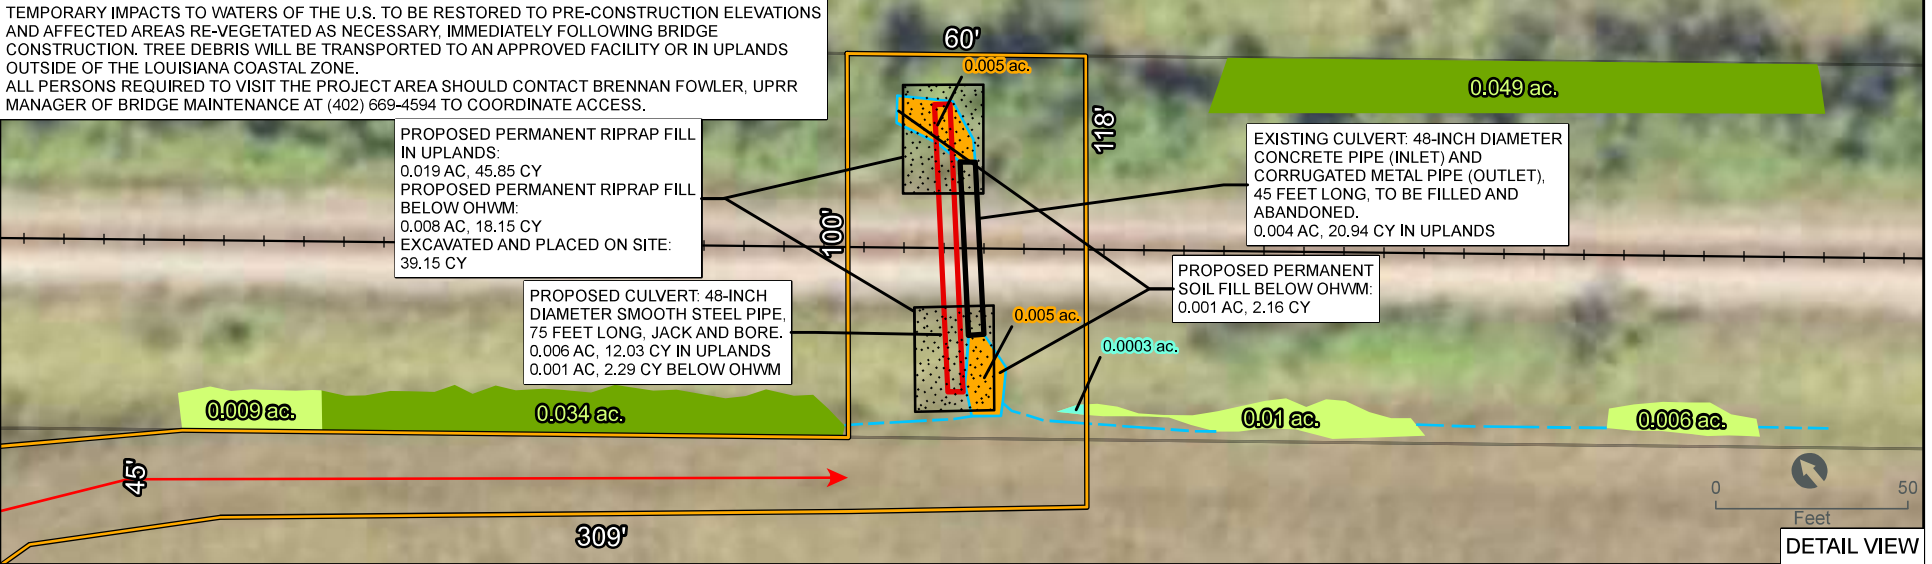 TEMPORARY IMPACTS TO WATERS OF THE U.S. TO BE RESTORED TO PRE-CONSTRUCTION ELEVATIONS
AND AFFECTED AREAS RE-VEGETATED AS NECESSARY, IMMEDIATELY FOLLOWING BRIDGE
CONSTRUCTION. TREE DEBRIS WILL BE TRANSPORTED TO AN APPROVED FACILITY OR IN UPLANDS
OUTSIDE OF THE LOUISIANA COASTAL ZONE.
ALL PERSONS REQUIRED TO VISIT THE PROJECT AREA SHOULD CONTACT BRENNAN FOWLER, UPRR
MANAGER OF BRIDGE MAINTENANCE AT (402) 669-4594 TO COORDINATE ACCESS.
60'
0.005 ac.
118'
0.049 ac.
PROPOSED PERMANENT RIPRAP FILL
IN UPLANDS:
0.019 AC, 45.85 CY
PROPOSED PERMANENT RIPRAP FILL
BELOW OHWM:
0.008 AC, 18.15 CY
EXCAVATED AND PLACED ON SITE:
39.15 CY
100'
EXISTING CULVERT: 48-INCH DIAMETER
CONCRETE PIPE (INLET) AND
CORRUGATED METAL PIPE (OUTLET),
45 FEET LONG, TO BE FILLED AND
ABANDONED.
0.004 AC, 20.94 CY IN UPLANDS
PROPOSED CULVERT: 48-INCH
DIAMETER SMOOTH STEEL PIPE,
75 FEET LONG, JACK AND BORE.
0.006 AC, 12.03 CY IN UPLANDS
0.001 AC, 2.29 CY BELOW OHWM
PROPOSED PERMANENT
SOIL FILL BELOW OHWM:
0.001 AC, 2.16 CY
0.005 ac.
0.0003 ac.
0.009 ac.
0.034 ac.
0.01 ac.
0.006 ac.
45'
309'
0 50
Feet
DETAIL VIEW